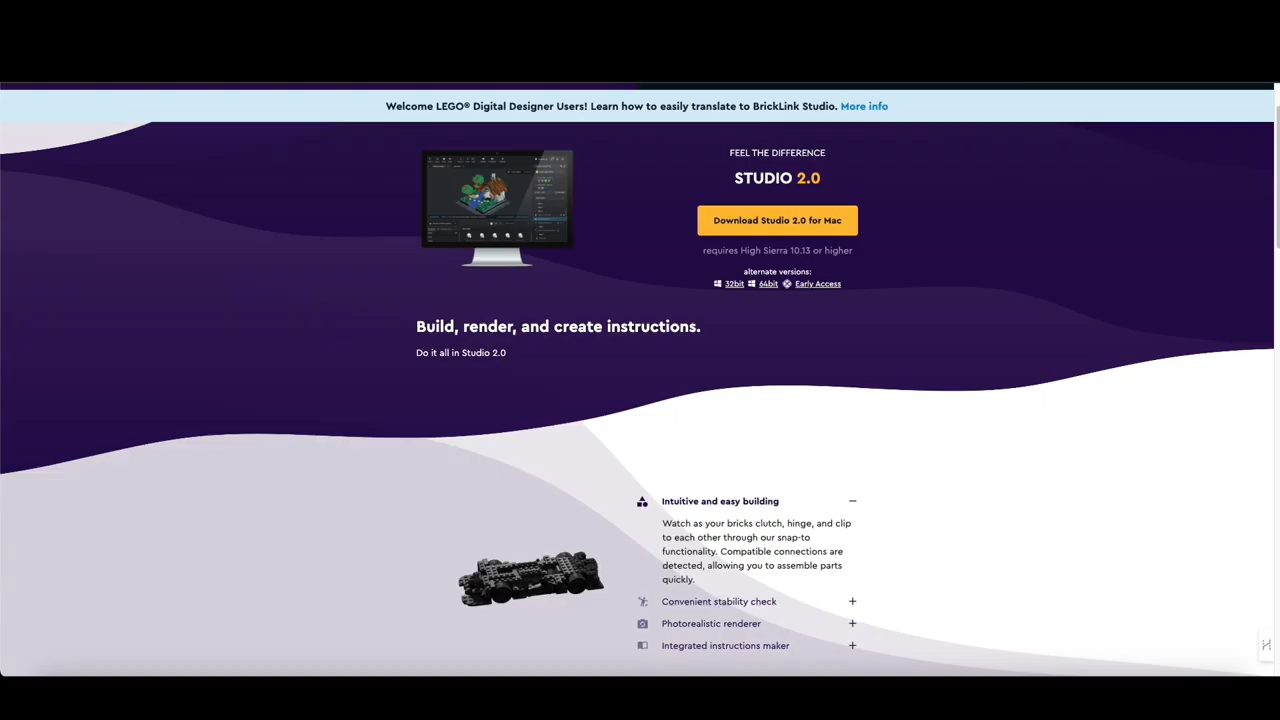 Welcome LEGO® Digital Designer Users! Learn how to easily translate to BrickLink Studio. More info
FEEL THE DIFFERENCE
STUDIO 2.0
Download Studio 2.0 for Mac
requires High Sierra 10.13 or higher
alternate versions:
32bit 64bit Early Access
Build, render, and create instructions.
Do it all in Studio 2.0
Intuitive and easy building
Watch as your bricks clutch, hinge, and clip
to each other through our snap-to
functionality. Compatible connections are
detected, allowing you to assemble parts
quickly.
Convenient stability check
Photorealistic renderer
Integrated instructions maker